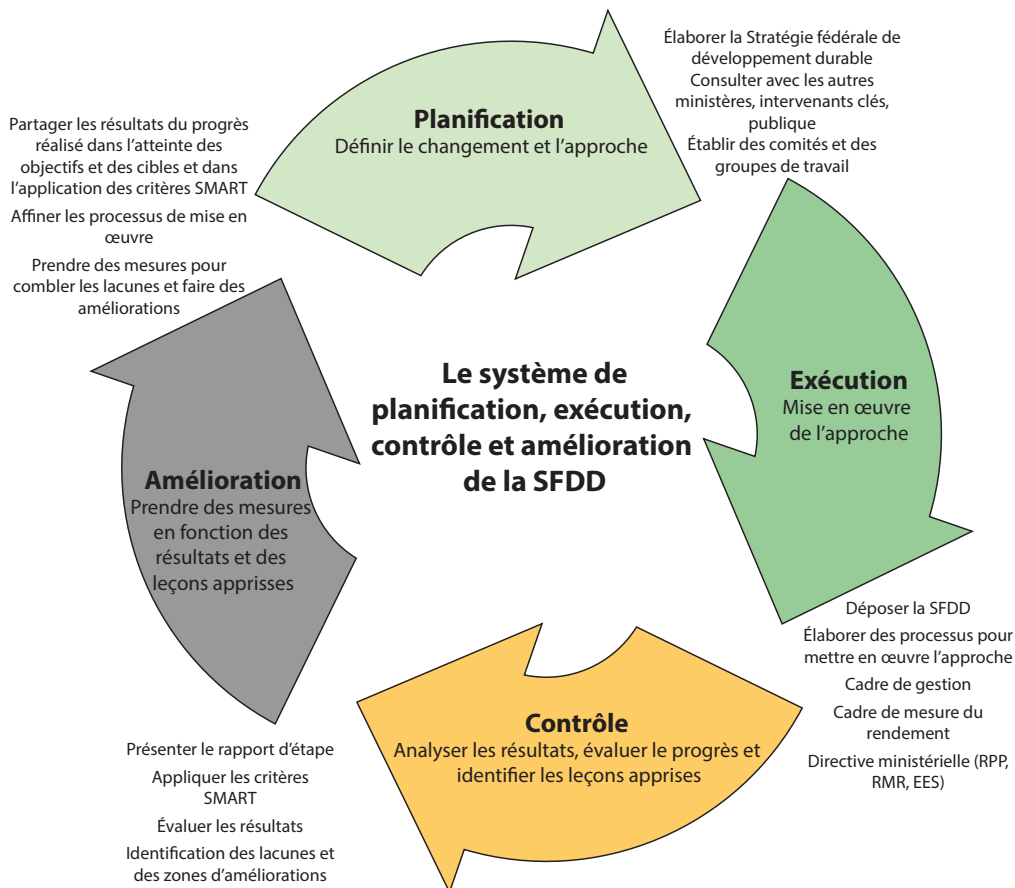 Planification
Définir le changement et l'approche
Élaborer la Stratégie fédérale de
développement durable
Consulter avec les autres
ministères, intervenants clés,
publique
Établir des comités et des
groupes de travail
Exécution
Mise en œuvre
de l'approche
Déposer la SFDD
Élaborer des processus pour
mettre en œuvre l'approche
Cadre de gestion
Cadre de mesure du
rendement
Directive ministérielle (RPP,
RMR, EES)
Contrôle
Analyser les résultats, évaluer le progrès et
identifier les leçons apprises
Présenter le rapport d'étape
Appliquer les critères
SMART
Évaluer les résultats
Identification des lacunes et
des zones d'améliorations
Amélioration
Prendre des mesures
en fonction des
résultats et des
leçons apprises
Partager les résultats du progrès
réalisé dans l'atteinte des
objectifs et des cibles et dans
l'application des critères SMART
Affiner les processus de mise en
œuvre
Prendre des mesures pour
combler les lacunes et faire des
améliorations
Le système de
planification, exécution,
contrôle et amélioration
de la SFDD